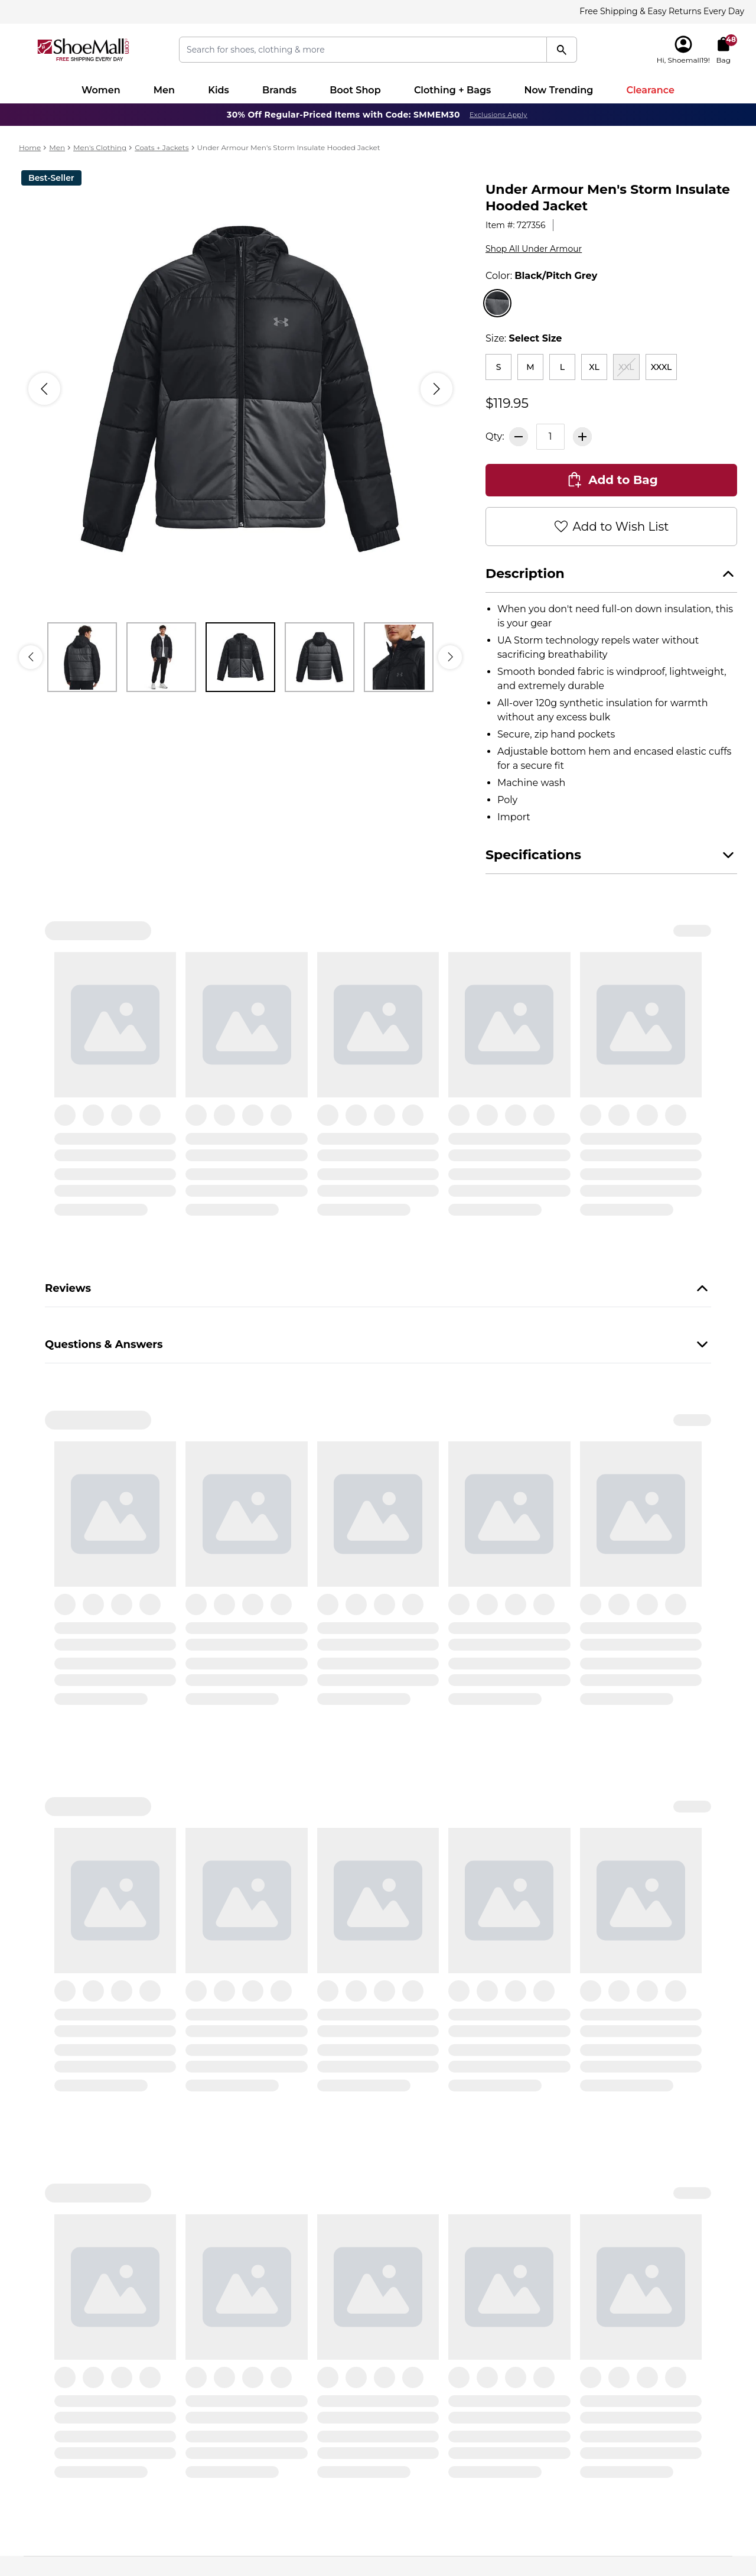 Free Shipping & Easy Returns Every Day
ShoeMall.COM
FREE SHIPPING EVERY DAY
Search for shoes, clothing & more
Hi, Shoemall19!
48
Bag
Women
Men
Kids
Brands
Boot Shop
Clothing + Bags
Now Trending
Clearance
30% Off Regular-Priced Items with Code: SMMEM30 Exclusions Apply
Home > Men > Men's Clothing > Coats + Jackets > Under Armour Men's Storm Insulate Hooded Jacket
Best-Seller
Under Armour Men's Storm Insulate
Hooded Jacket
Item #: 727356
Shop All Under Armour
Color: Black/Pitch Grey
Size: Select Size
S
M
L
XL
XXL
XXXL
$119.95
Qty:
1
Add to Bag
Add to Wish List
Description
When you don't need full-on down insulation, this
is your gear
UA Storm technology repels water without
sacrificing breathability
Smooth bonded fabric is windproof, lightweight,
and extremely durable
All-over 120g synthetic insulation for warmth
without any excess bulk
Secure, zip hand pockets
Adjustable bottom hem and encased elastic cuffs
for a secure fit
Machine wash
Poly
Import
Specifications
Reviews
Questions & Answers